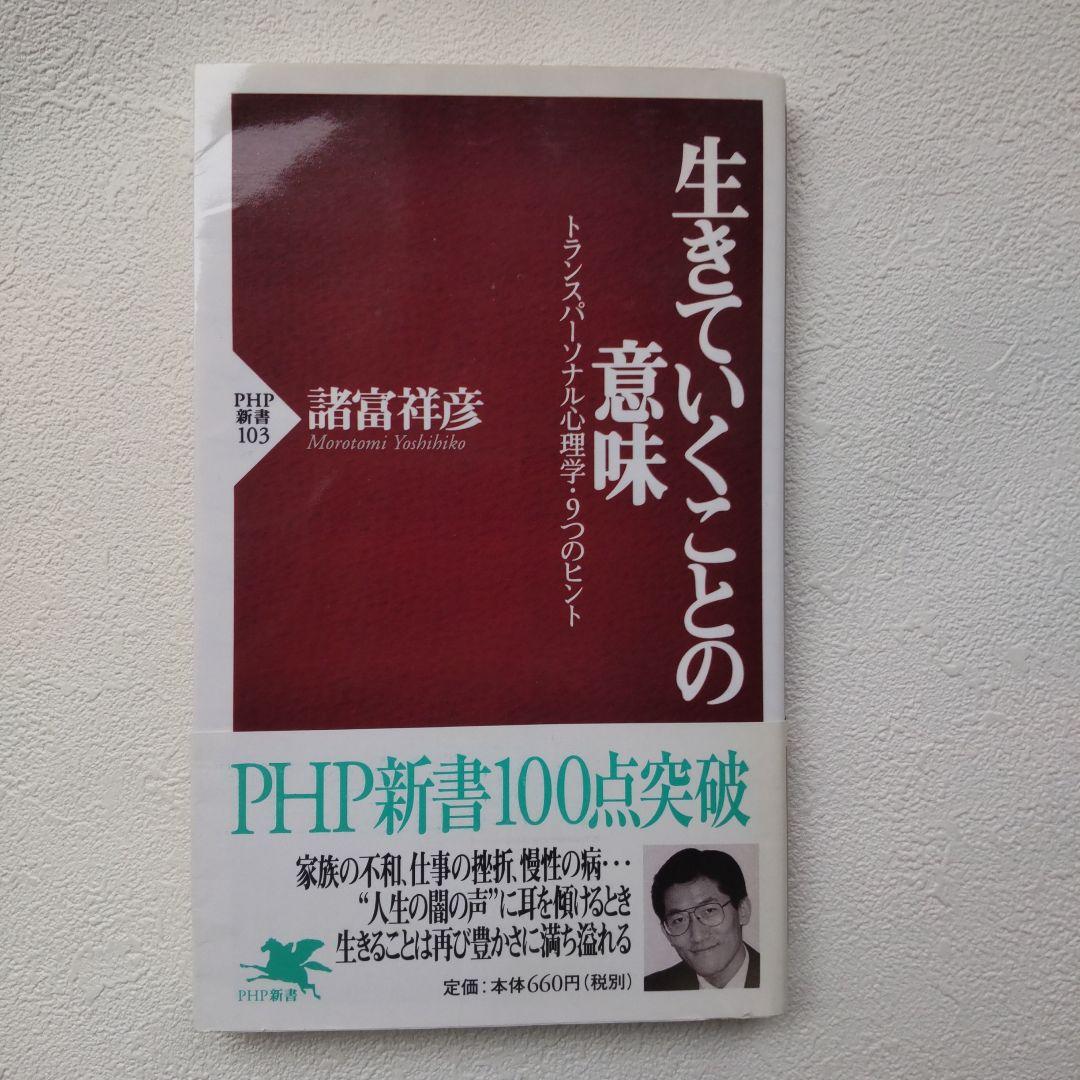 生きていくことの
意味
トランスパーソナル心理学・9つのヒント
諸富祥彦
Morotomi Yoshihiko
PHP
新書
103
PHP新書100点突破
家族の不和、仕事の挫折、慢性の病･･･
“人生の闇の声”に耳を傾けるとき
生きることは再び豊かさに満ち溢れる
定価：本体660円（税別）
PHP新書